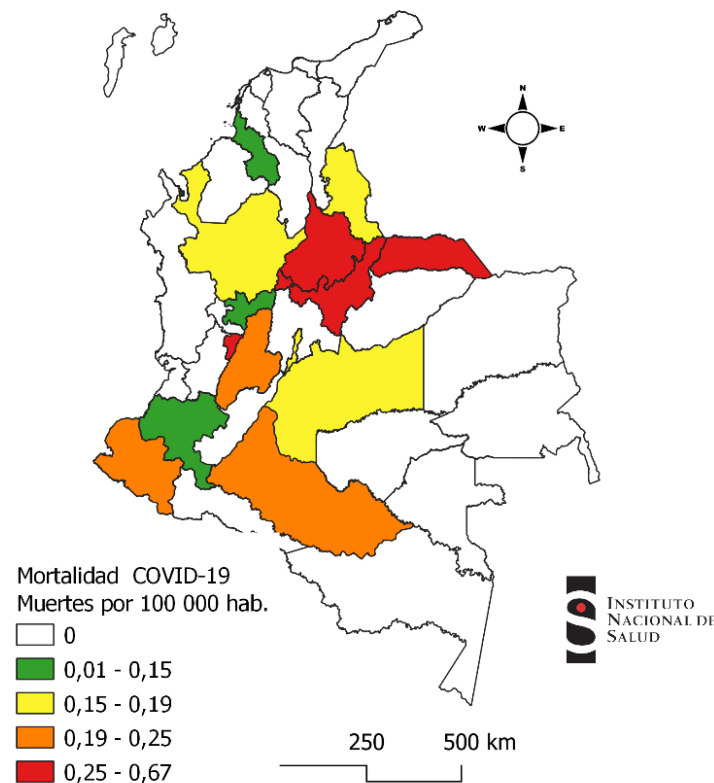 N
W
E
S
Mortalidad COVID-19
Muertes por 100 000 hab.
0
0,01 - 0,15
0,15 - 0,19
0,19 - 0,25
0,25 - 0,67
250
500 km
INSTITUTO
NACIONAL DE
SALUD